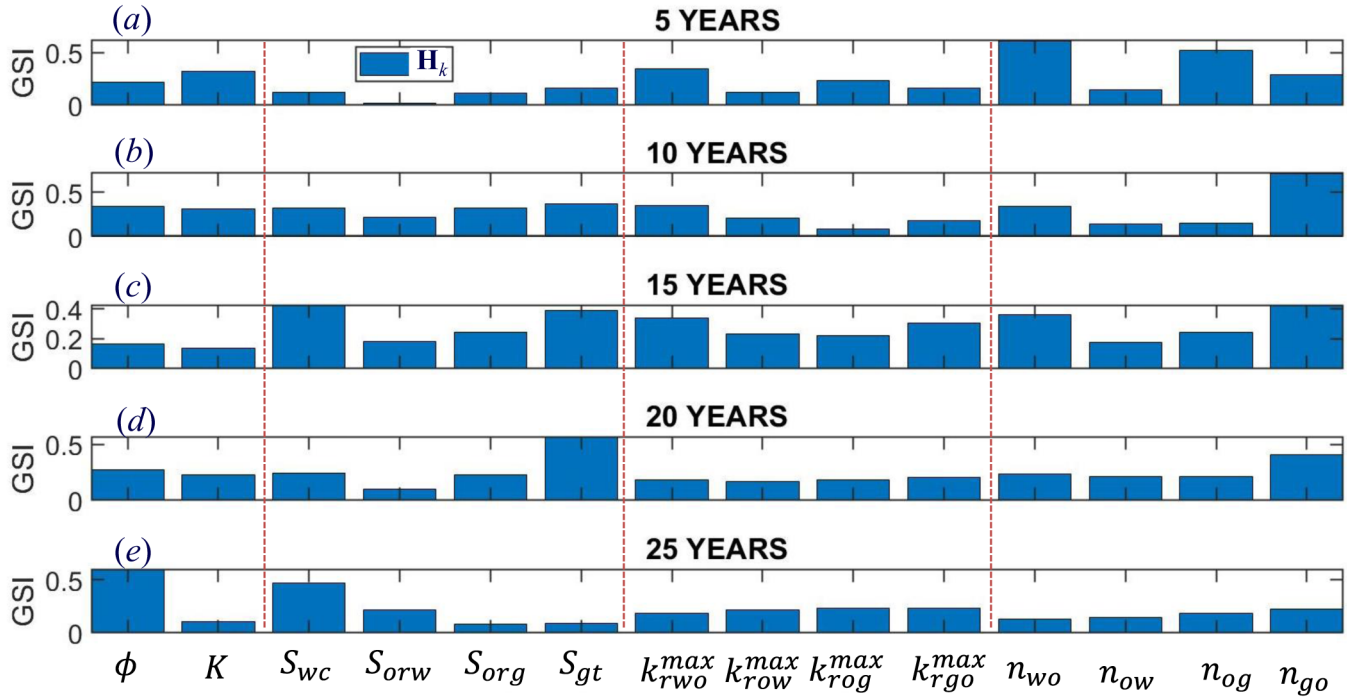 (a) 5 YEARS
GSI
0.5
0
H_k
(b) 10 YEARS
GSI
0.5
0
(c) 15 YEARS
GSI
0.4
0.2
0
(d) 20 YEARS
GSI
0.5
0
(e) 25 YEARS
GSI
0.5
0
ϕ K S_wc S_orw S_org S_gt k_rwo^max k_row^max k_rog^max k_rgo^max n_wo n_ow n_og n_go